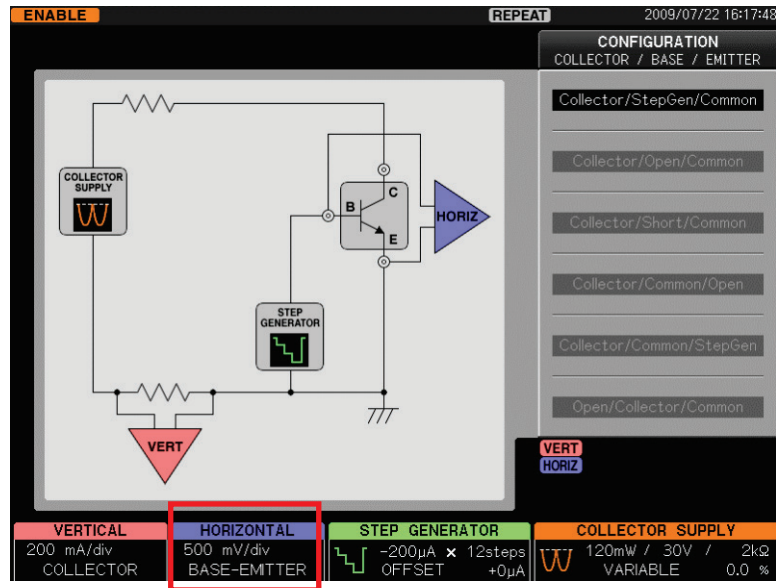 ENABLE REPEAT 2009/07/22 16:17:48
CONFIGURATION
COLLECTOR / BASE / EMITTER
Collector/StepGen/Common
Collector/Open/Common
Collector/Short/Common
Collector/Common/Open
Collector/Common/StepGen
Open/Collector/Common
COLLECTOR
SUPPLY
C
B
E
HORIZ
STEP
GENERATOR
VERT
VERT
HORIZ
VERTICAL
200 mA/div
COLLECTOR
HORIZONTAL
500 mV/div
BASE-EMITTER
STEP GENERATOR
-200µA × 12steps
OFFSET +0µA
COLLECTOR SUPPLY
120mW / 30V / 2kΩ
VARIABLE 0.0 %